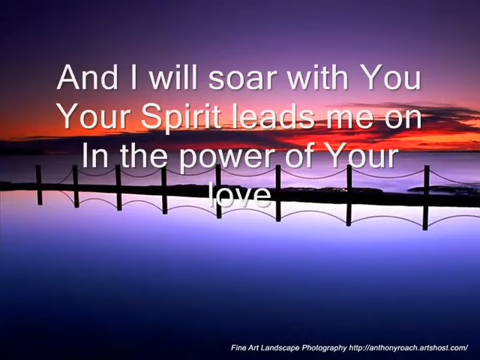 And I will soar with You
Your Spirit leads me on
In the power of Your
love
Fine Art Landscape Photography http://anthonyroach.artshost.com/